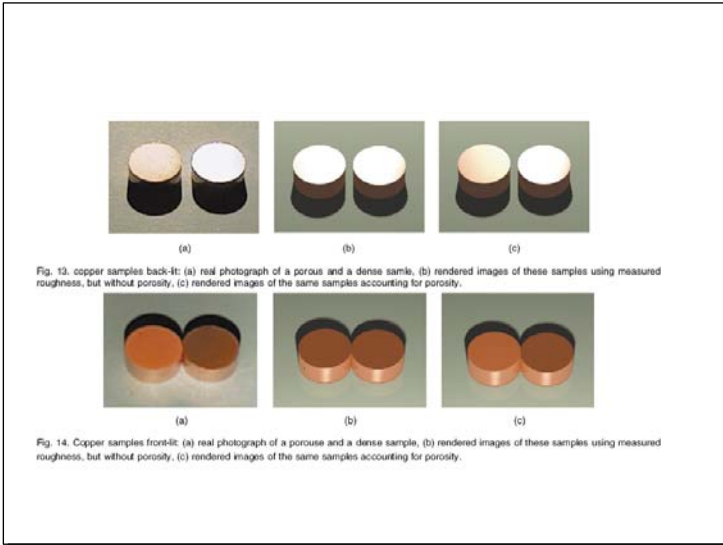 (a)
(b)
(c)
Fig. 13. copper samples back-lit: (a) real photograph of a porous and a dense samle, (b) rendered images of these samples using measured
roughness, but without porosity, (c) rendered images of the same samples accounting for porosity.
(a)
(b)
(c)
Fig. 14. Copper samples front-lit: (a) real photograph of a porouse and a dense sample, (b) rendered images of these samples using measured
roughness, but without porosity, (c) rendered images of the same samples accounting for porosity.